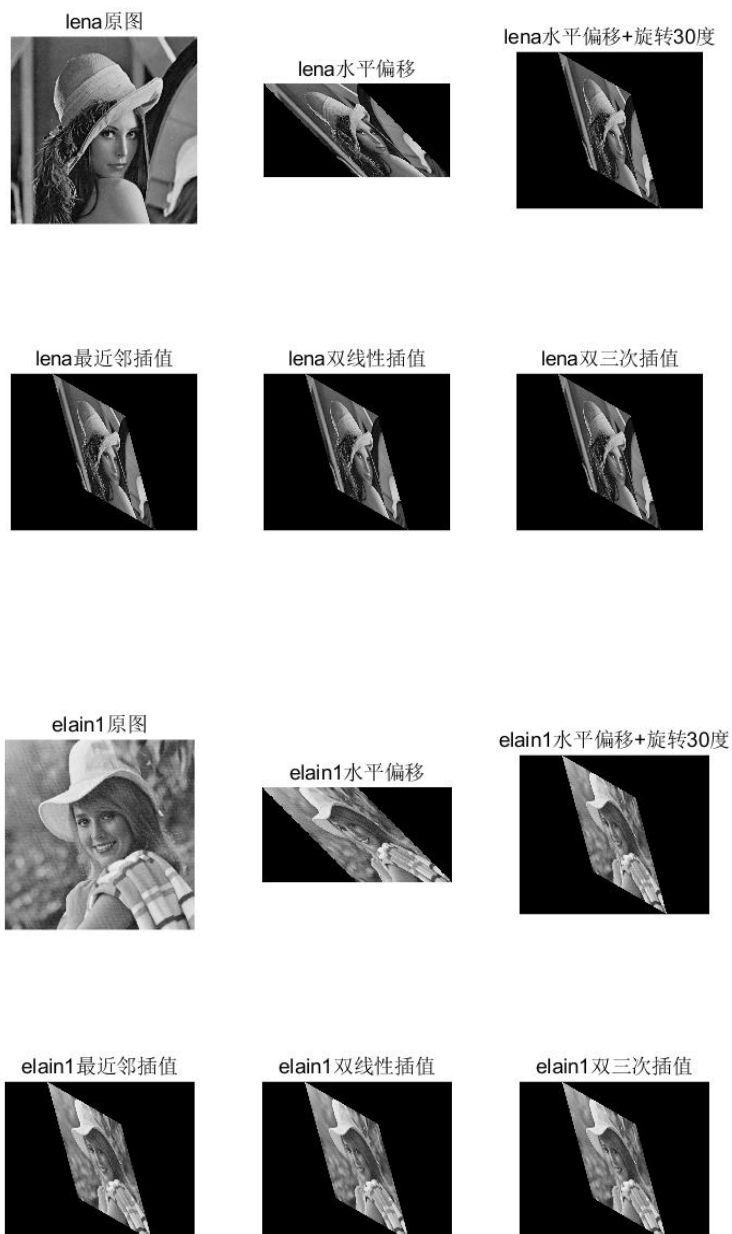 lena原图
lena水平偏移
lena水平偏移+旋转30度
lena最近邻插值
lena双线性插值
lena双三次插值
elain1原图
elain1水平偏移
elain1水平偏移+旋转30度
elain1最近邻插值
elain1双线性插值
elain1双三次插值